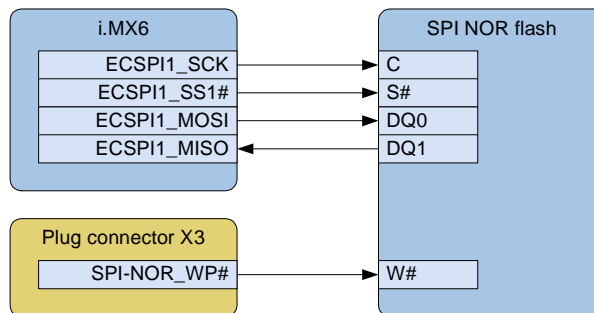 i.MX6
SPI NOR flash
ECSPI1_SCK
C
ECSPI1_SS1#
S#
ECSPI1_MOSI
DQ0
ECSPI1_MISO
DQ1
Plug connector X3
SPI-NOR_WP#
W#